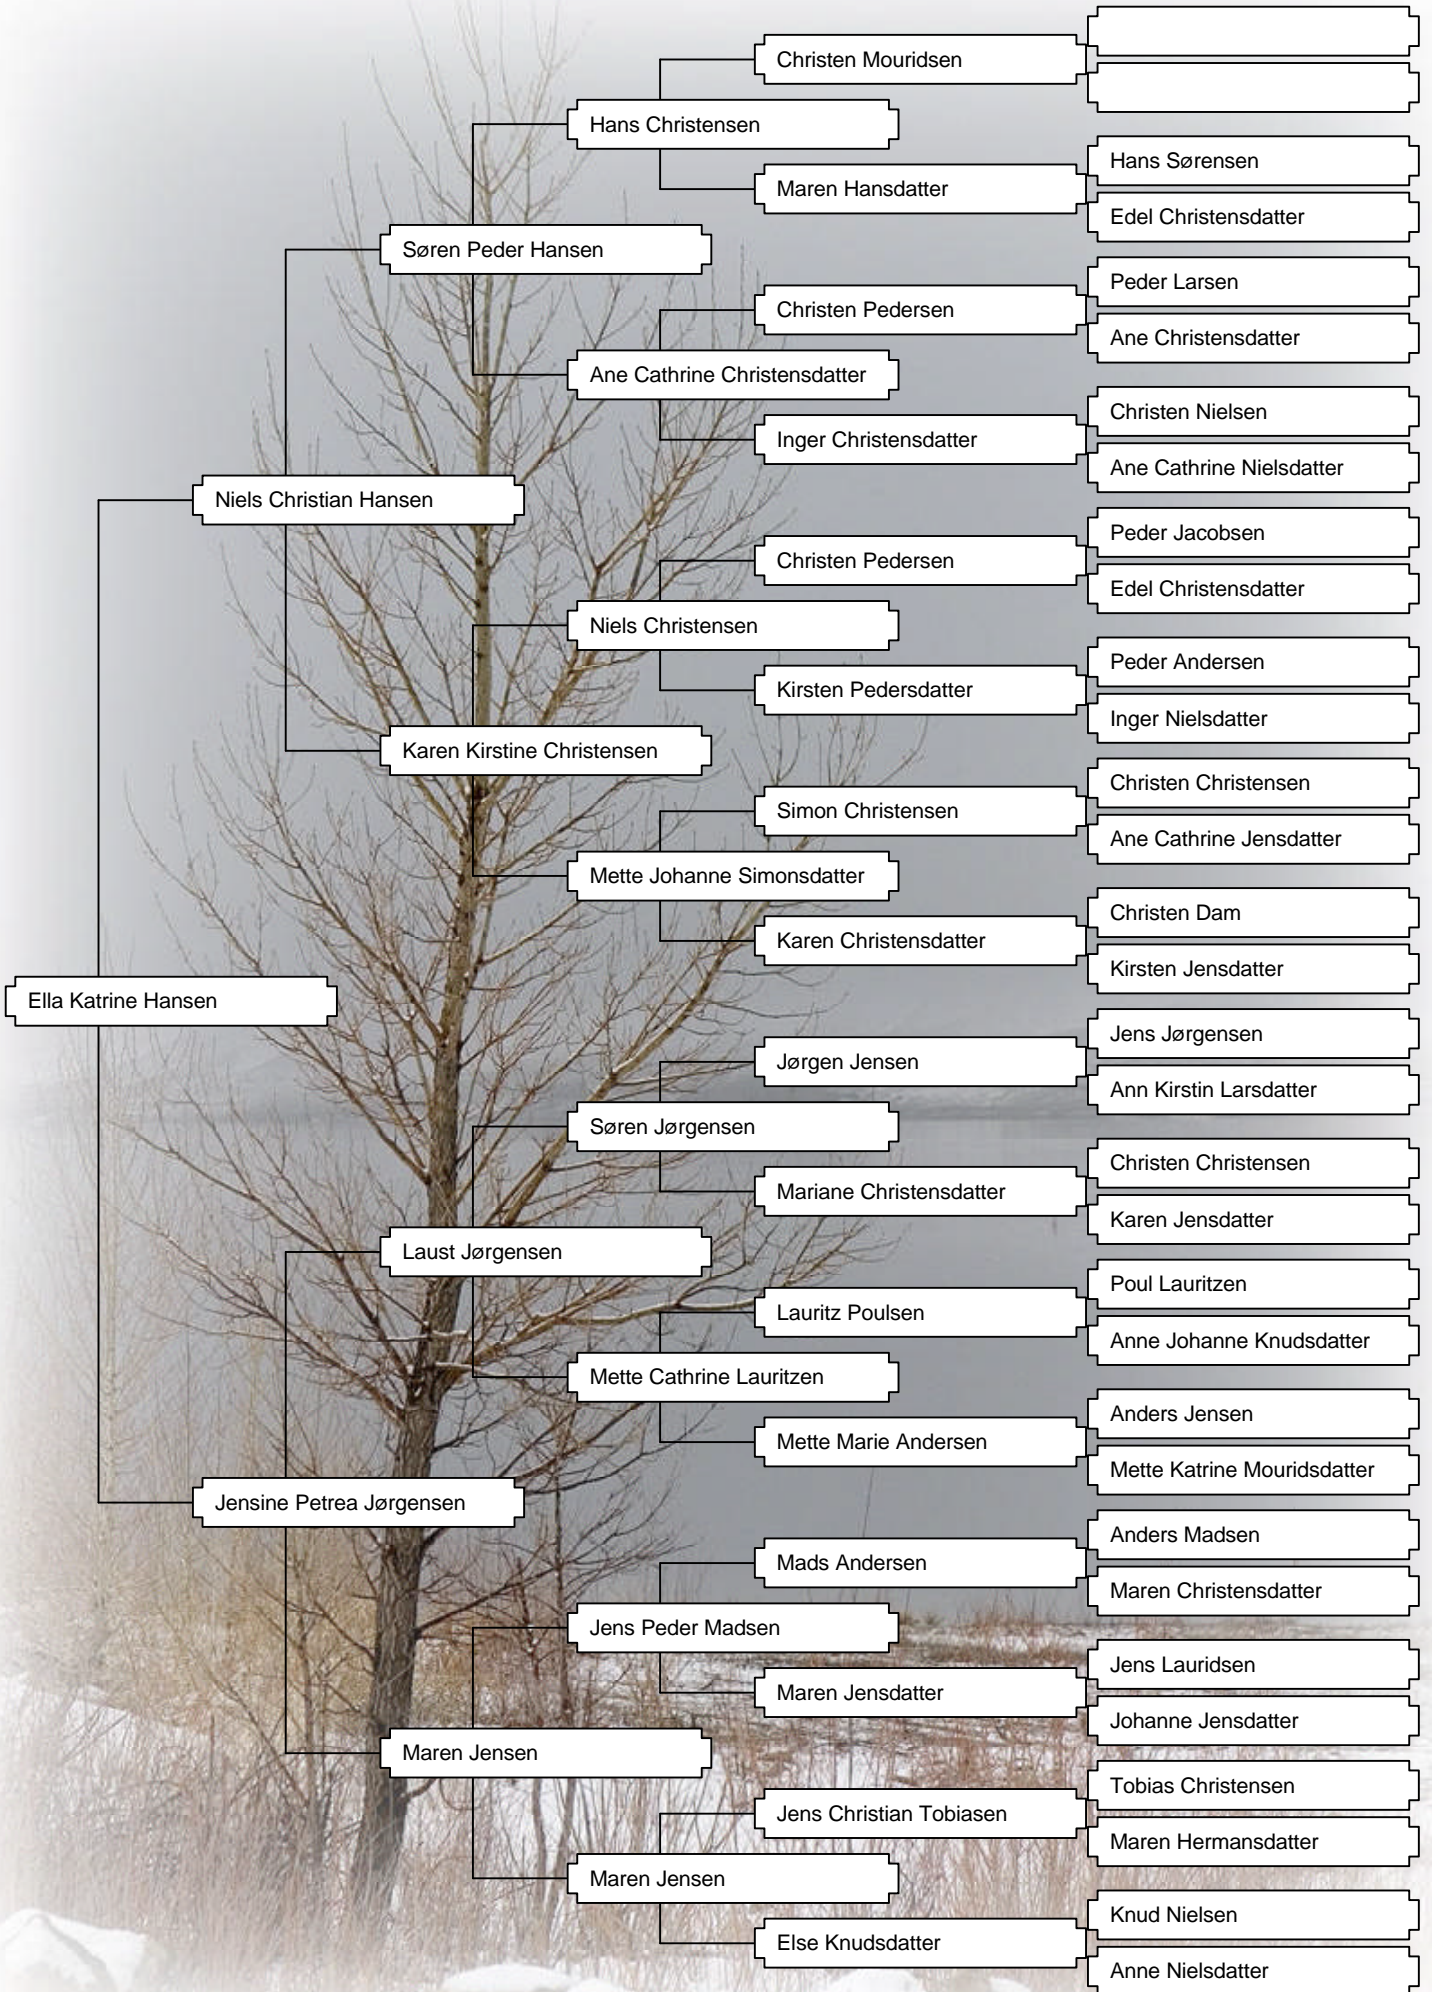 Christen Mouridsen
Hans Christensen
Hans Sørensen
Maren Hansdatter
Edel Christensdatter
Søren Peder Hansen
Peder Larsen
Christen Pedersen
Ane Christensdatter
Ane Cathrine Christensdatter
Christen Nielsen
Inger Christensdatter
Ane Cathrine Nielsdatter
Niels Christian Hansen
Peder Jacobsen
Christen Pedersen
Edel Christensdatter
Niels Christensen
Peder Andersen
Kirsten Pedersdatter
Inger Nielsdatter
Karen Kirstine Christensen
Christen Christensen
Simon Christensen
Ane Cathrine Jensdatter
Mette Johanne Simonsdatter
Christen Dam
Karen Christensdatter
Kirsten Jensdatter
Ella Katrine Hansen
Jens Jørgensen
Jørgen Jensen
Ann Kirstin Larsdatter
Søren Jørgensen
Christen Christensen
Mariane Christensdatter
Karen Jensdatter
Laust Jørgensen
Poul Lauritzen
Lauritz Poulsen
Anne Johanne Knudsdatter
Mette Cathrine Lauritzen
Anders Jensen
Mette Marie Andersen
Mette Katrine Mouridsdatter
Jensine Petrea Jørgensen
Anders Madsen
Mads Andersen
Maren Christensdatter
Jens Peder Madsen
Jens Lauridsen
Maren Jensdatter
Johanne Jensdatter
Maren Jensen
Tobias Christensen
Jens Christian Tobiasen
Maren Hermansdatter
Maren Jensen
Knud Nielsen
Else Knudsdatter
Anne Nielsdatter